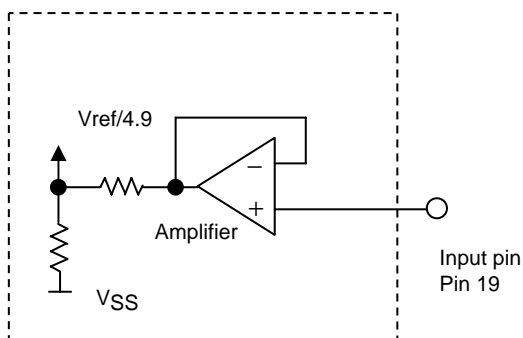 Vref/4.9
−
+
Amplifier
Input pin
Pin 19
VSS